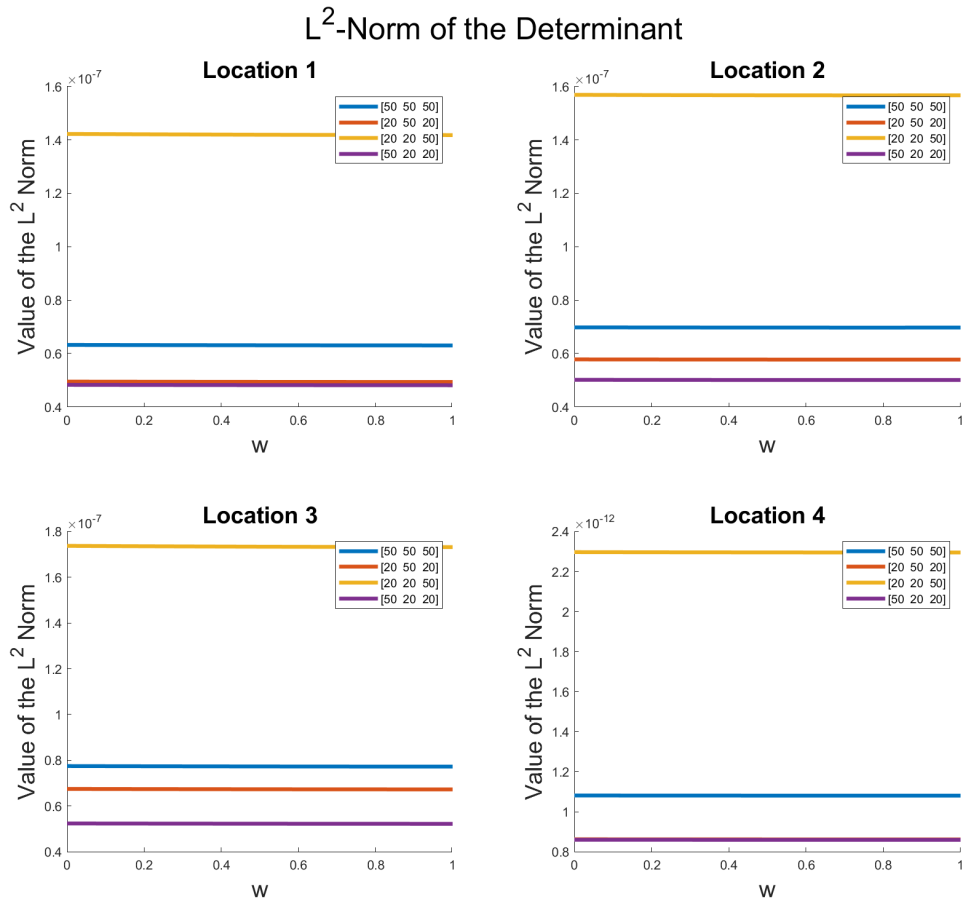 L²-Norm of the Determinant
Location 1
×10⁻⁷
1.6
1.4
1.2
1
0.8
0.6
0.4
0
0.2
0.4
0.6
0.8
1
Value of the L² Norm
w
[50 50 50]
[20 50 20]
[20 20 50]
[50 20 20]
Location 2
×10⁻⁷
1.6
1.4
1.2
1
0.8
0.6
0.4
0
0.2
0.4
0.6
0.8
1
Value of the L² Norm
w
[50 50 50]
[20 50 20]
[20 20 50]
[50 20 20]
Location 3
×10⁻⁷
1.8
1.6
1.4
1.2
1
0.8
0.6
0.4
0
0.2
0.4
0.6
0.8
1
Value of the L² Norm
w
[50 50 50]
[20 50 20]
[20 20 50]
[50 20 20]
Location 4
×10⁻¹²
2.4
2.2
2
1.8
1.6
1.4
1.2
1
0.8
0
0.2
0.4
0.6
0.8
1
Value of the L² Norm
w
[50 50 50]
[20 50 20]
[20 20 50]
[50 20 20]